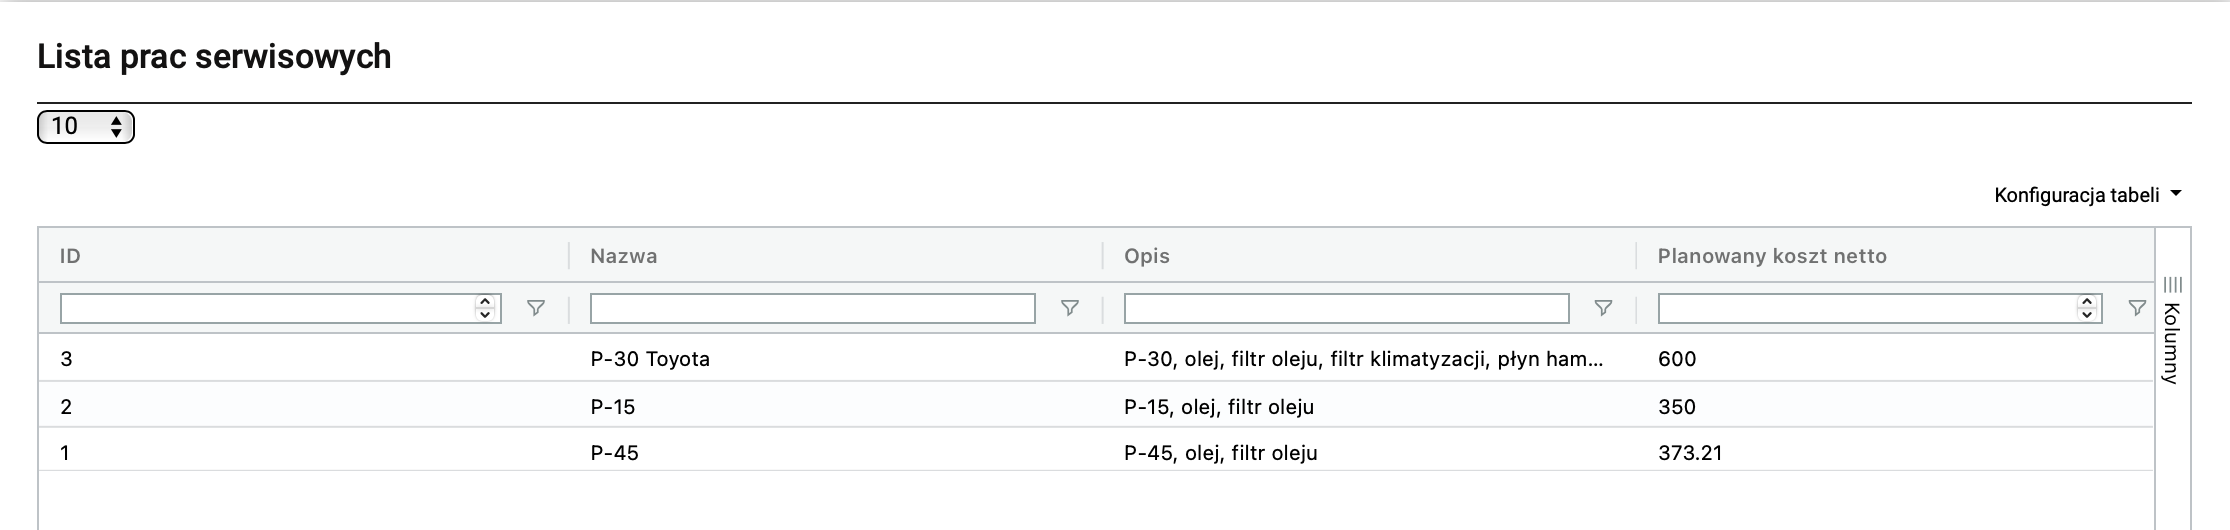 Lista prac serwisowych
10
Konfiguracja tabeli
ID Nazwa Opis Planowany koszt netto
Kolumny
3 P-30 Toyota P-30, olej, filtr oleju, filtr klimatyzacji, płyn ham... 600
2 P-15 P-15, olej, filtr oleju 350
1 P-45 P-45, olej, filtr oleju 373.21